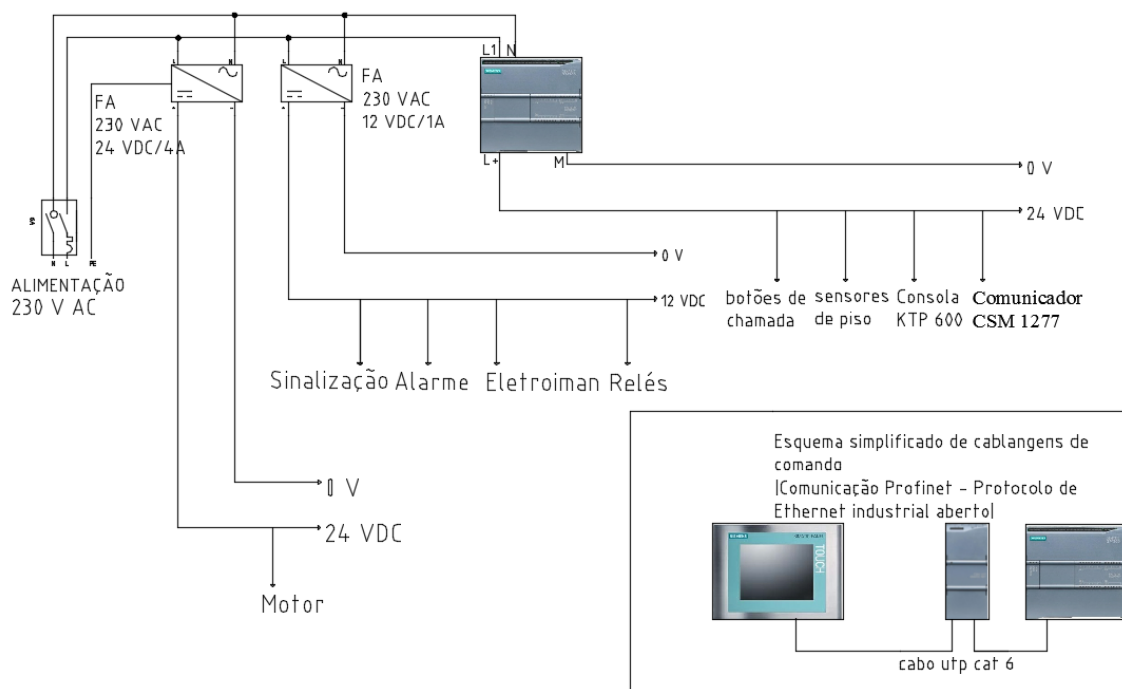 L1 N
L N
L N
FA
230 VAC
24 VDC/4A
FA
230 VAC
12 VDC/1A
SIEMENS
+ -
+ -
L+ M
0 V
24 VDC
N L PE
ALIMENTAÇÃO
230 V AC
0 V
12 VDC
botões de
chamada
sensores
de piso
Consola
KTP 600
Comunicador
CSM 1277
Sinalização
Alarme
Eletroiman
Relés
0 V
24 VDC
Motor
Esquema simplificado de cablangens de
comando
|Comunicação Profinet - Protocolo de
Ethernet industrial aberto|
SIEMENS
TOUCH
cabo utp cat 6